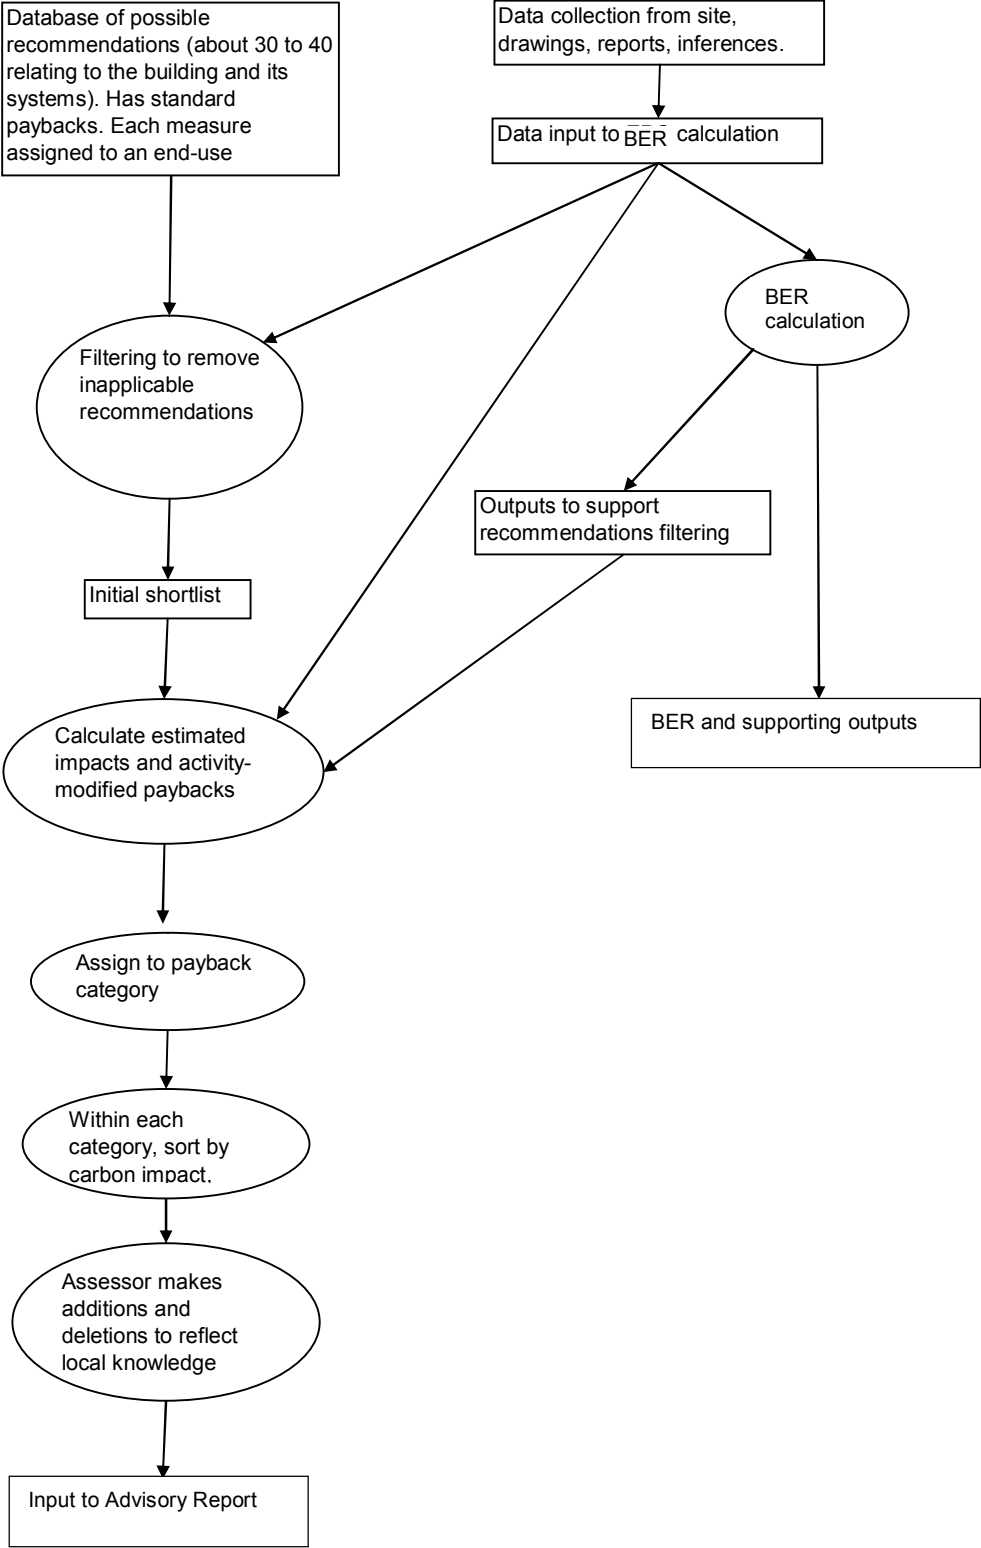 Database of possible
recommendations (about 30 to 40
relating to the building and its
systems). Has standard
paybacks. Each measure
assigned to an end-use
Data collection from site,
drawings, reports, inferences.
Data input to BER calculation
BER
calculation
Filtering to remove
inapplicable
recommendations
Outputs to support
recommendations filtering
Initial shortlist
BER and supporting outputs
Calculate estimated
impacts and activity-
modified paybacks
Assign to payback
category
Within each
category, sort by
carbon impact,
Assessor makes
additions and
deletions to reflect
local knowledge
Input to Advisory Report